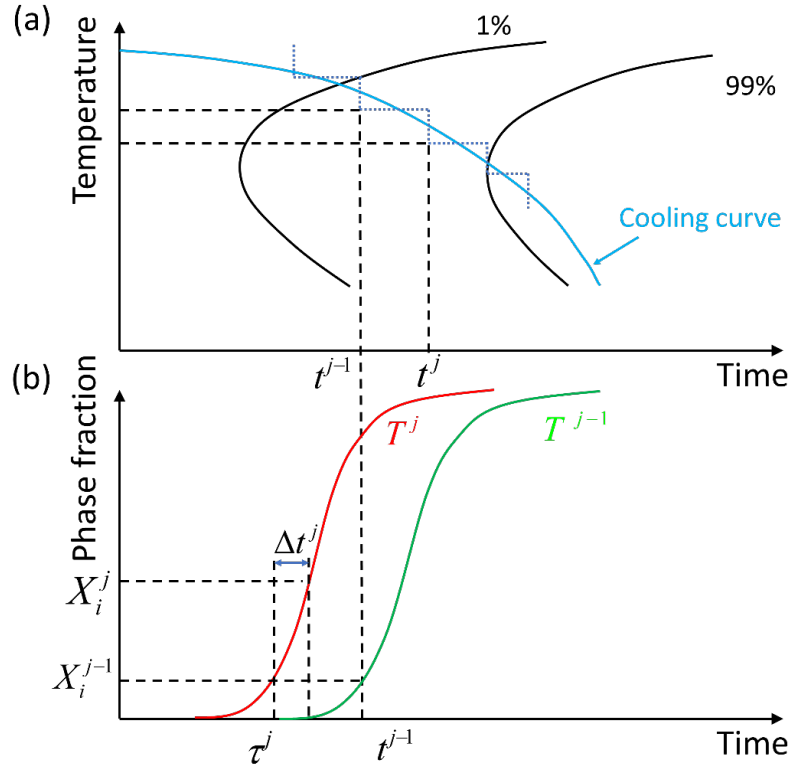 (a)
Temperature
1%
99%
Cooling curve
t^{j-1}
t^{j}
Time
(b)
Phase fraction
T^{j}
T^{j-1}
Δt^{j}
X_i^{j}
X_i^{j-1}
τ^{j}
t^{j-1}
Time